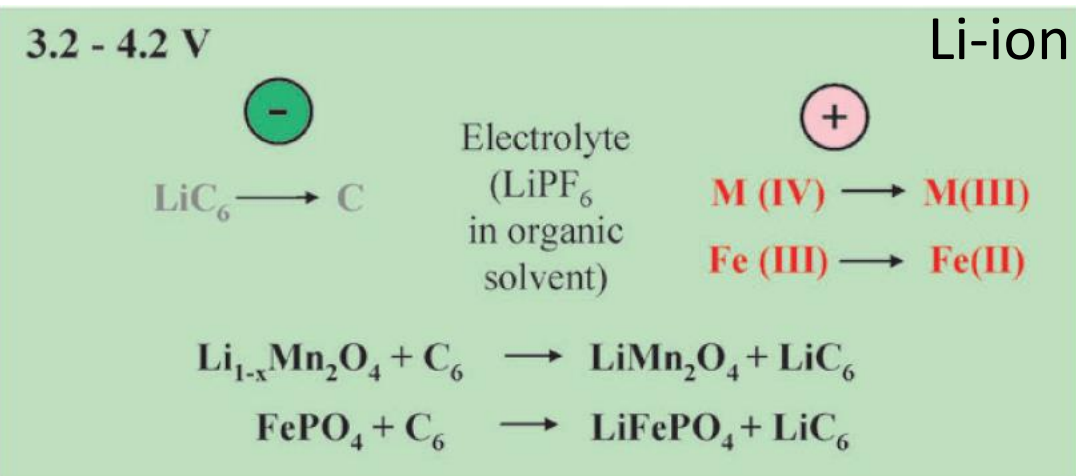 3.2 - 4.2 V
Li-ion
-
+
Electrolyte
(LiPF₆
in organic
solvent)
LiC₆ ⟶ C
M (IV) ⟶ M(III)
Fe (III) ⟶ Fe(II)
Li₁₋ₓMn₂O₄ + C₆ ⟶ LiMn₂O₄ + LiC₆
FePO₄ + C₆ ⟶ LiFePO₄ + LiC₆